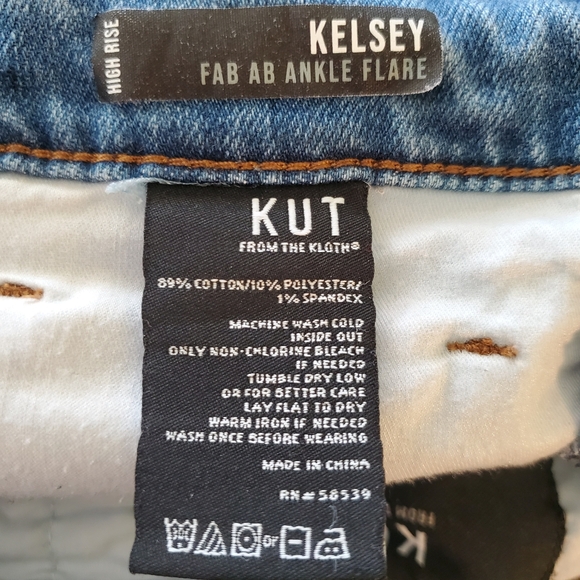 HIGH RISE
KELSEY
FAB AB ANKLE FLARE
KUT
FROM THE KLOTH®
89% COTTON/10% POLYESTER/
1% SPANDEX
MACHINE WASH COLD
INSIDE OUT
ONLY NON-CHLORINE BLEACH
IF NEEDED
TUMBLE DRY LOW
OR FOR BETTER CARE
LAY FLAT TO DRY
WARM IRON IF NEEDED
WASH ONCE BEFORE WEARING
MADE IN CHINA
RN#58539
30C or
K
FROM